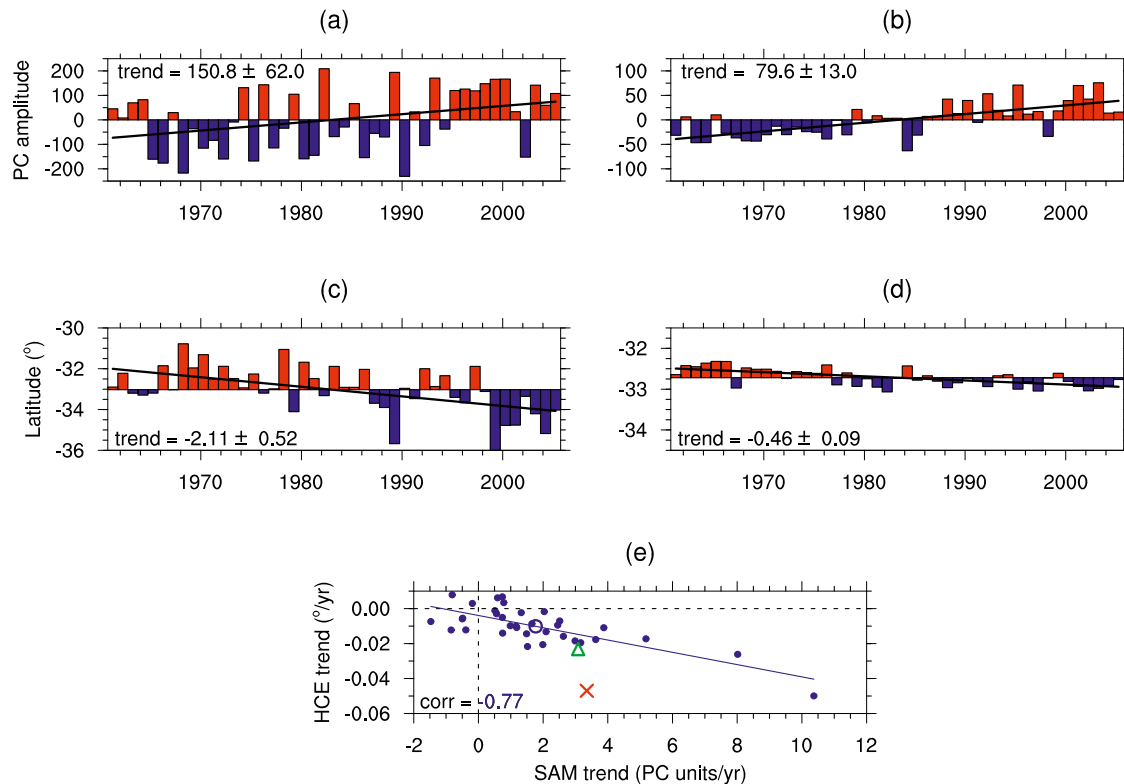 (a)
trend = 150.8 ± 62.0
PC amplitude
200
100
0
-100
-200
1970 1980 1990 2000
(b)
trend = 79.6 ± 13.0
100
50
0
-50
-100
1970 1980 1990 2000
(c)
Latitude (°)
-30
-32
-34
-36
trend = -2.11 ± 0.52
1970 1980 1990 2000
(d)
-32
-33
-34
trend = -0.46 ± 0.09
1970 1980 1990 2000
(e)
HCE trend (°/yr)
0.00
-0.02
-0.04
-0.06
corr = -0.77
-2 0 2 4 6 8 10 12
SAM trend (PC units/yr)